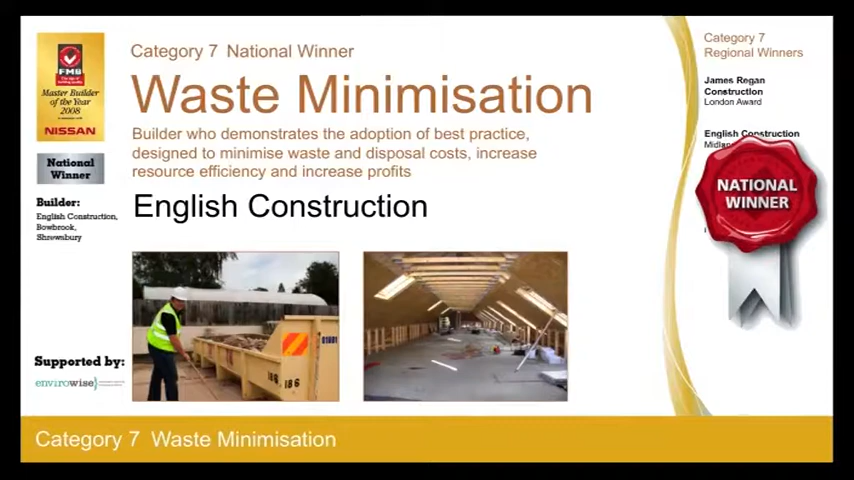 FMB
Master Builder
of the Year
2008
NISSAN
National
Winner
Builder:
English Construction,
Bowbrook,
Shrewsbury
Supported by:
envirowise
Category 7 National Winner
Waste Minimisation
Builder who demonstrates the adoption of best practice,
designed to minimise waste and disposal costs, increase
resource efficiency and increase profits
English Construction
186 186
Category 7
Regional Winners
James Regan
Construction
London Award
English Construction
NATIONAL
WINNER
Category 7 Waste Minimisation